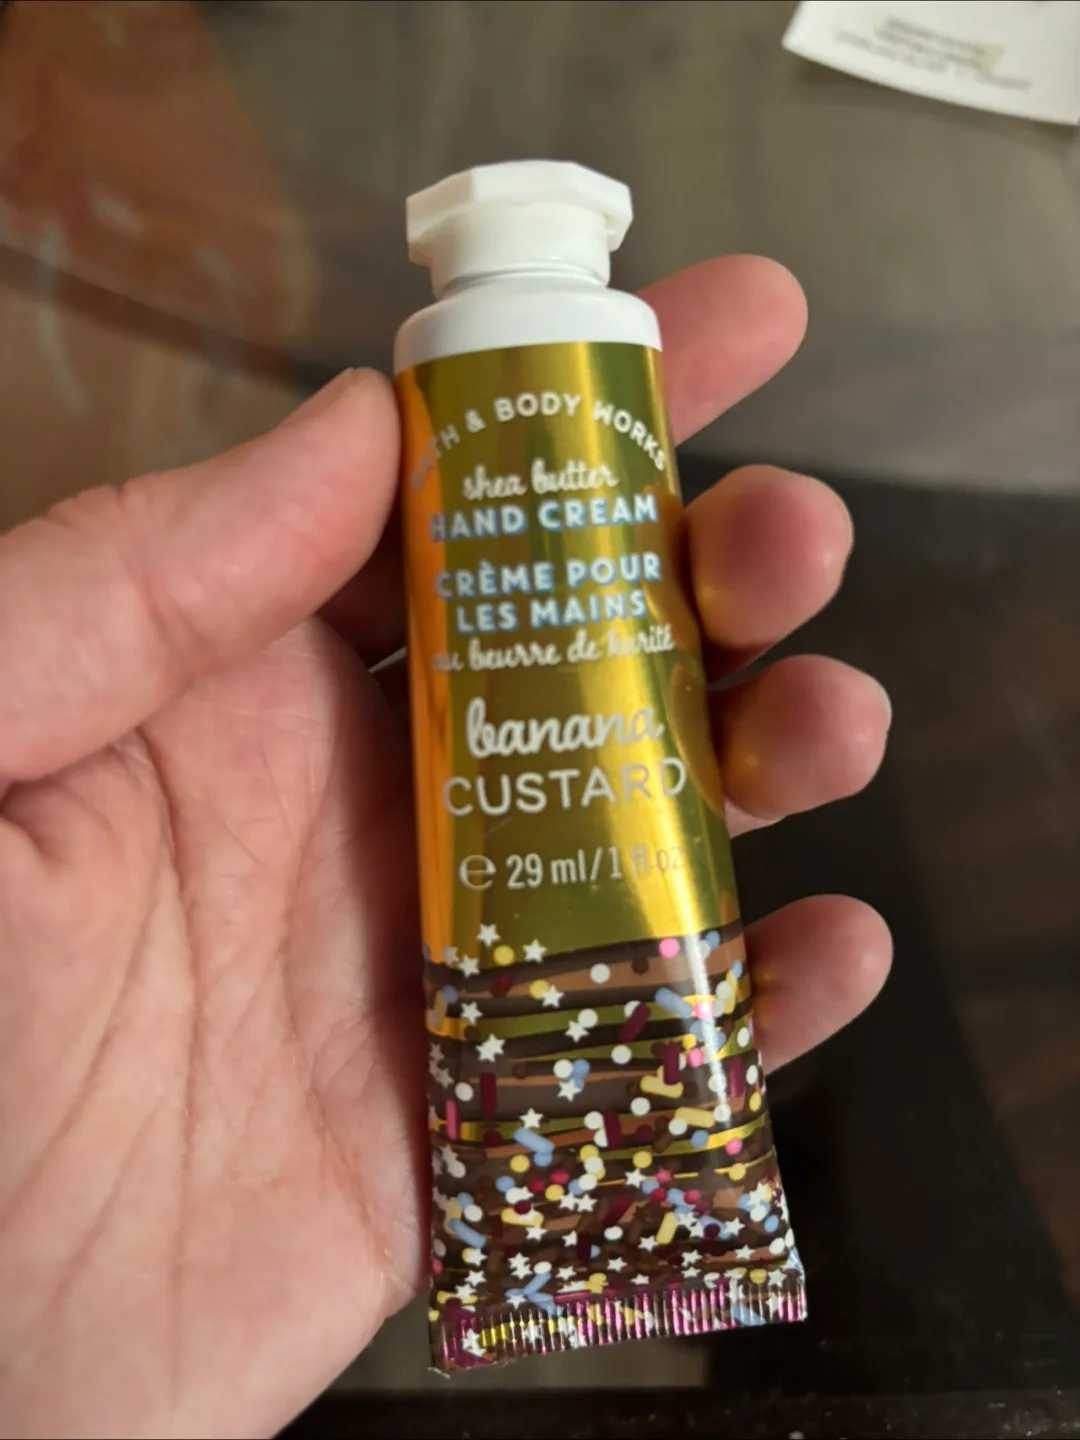 BATH & BODY WORKS
shea butter
HAND CREAM
CRÈME POUR
LES MAINS
au beurre de karité
banana
CUSTARD
℮ 29 ml/1 fl oz